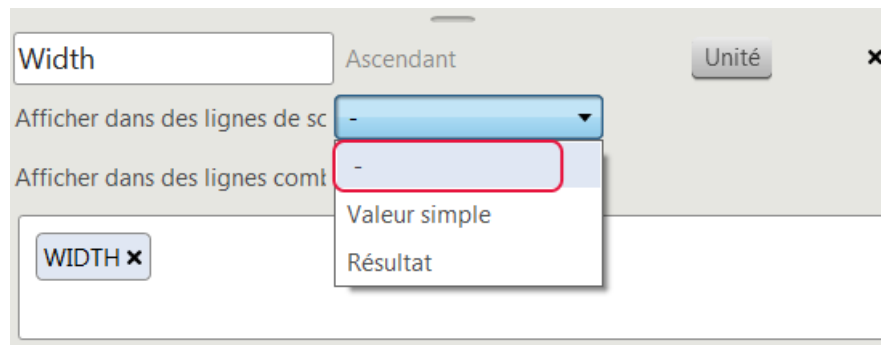 Width Ascendant Unité ×
Afficher dans des lignes de sc -
Afficher dans des lignes comb -
Valeur simple
WIDTH × Résultat